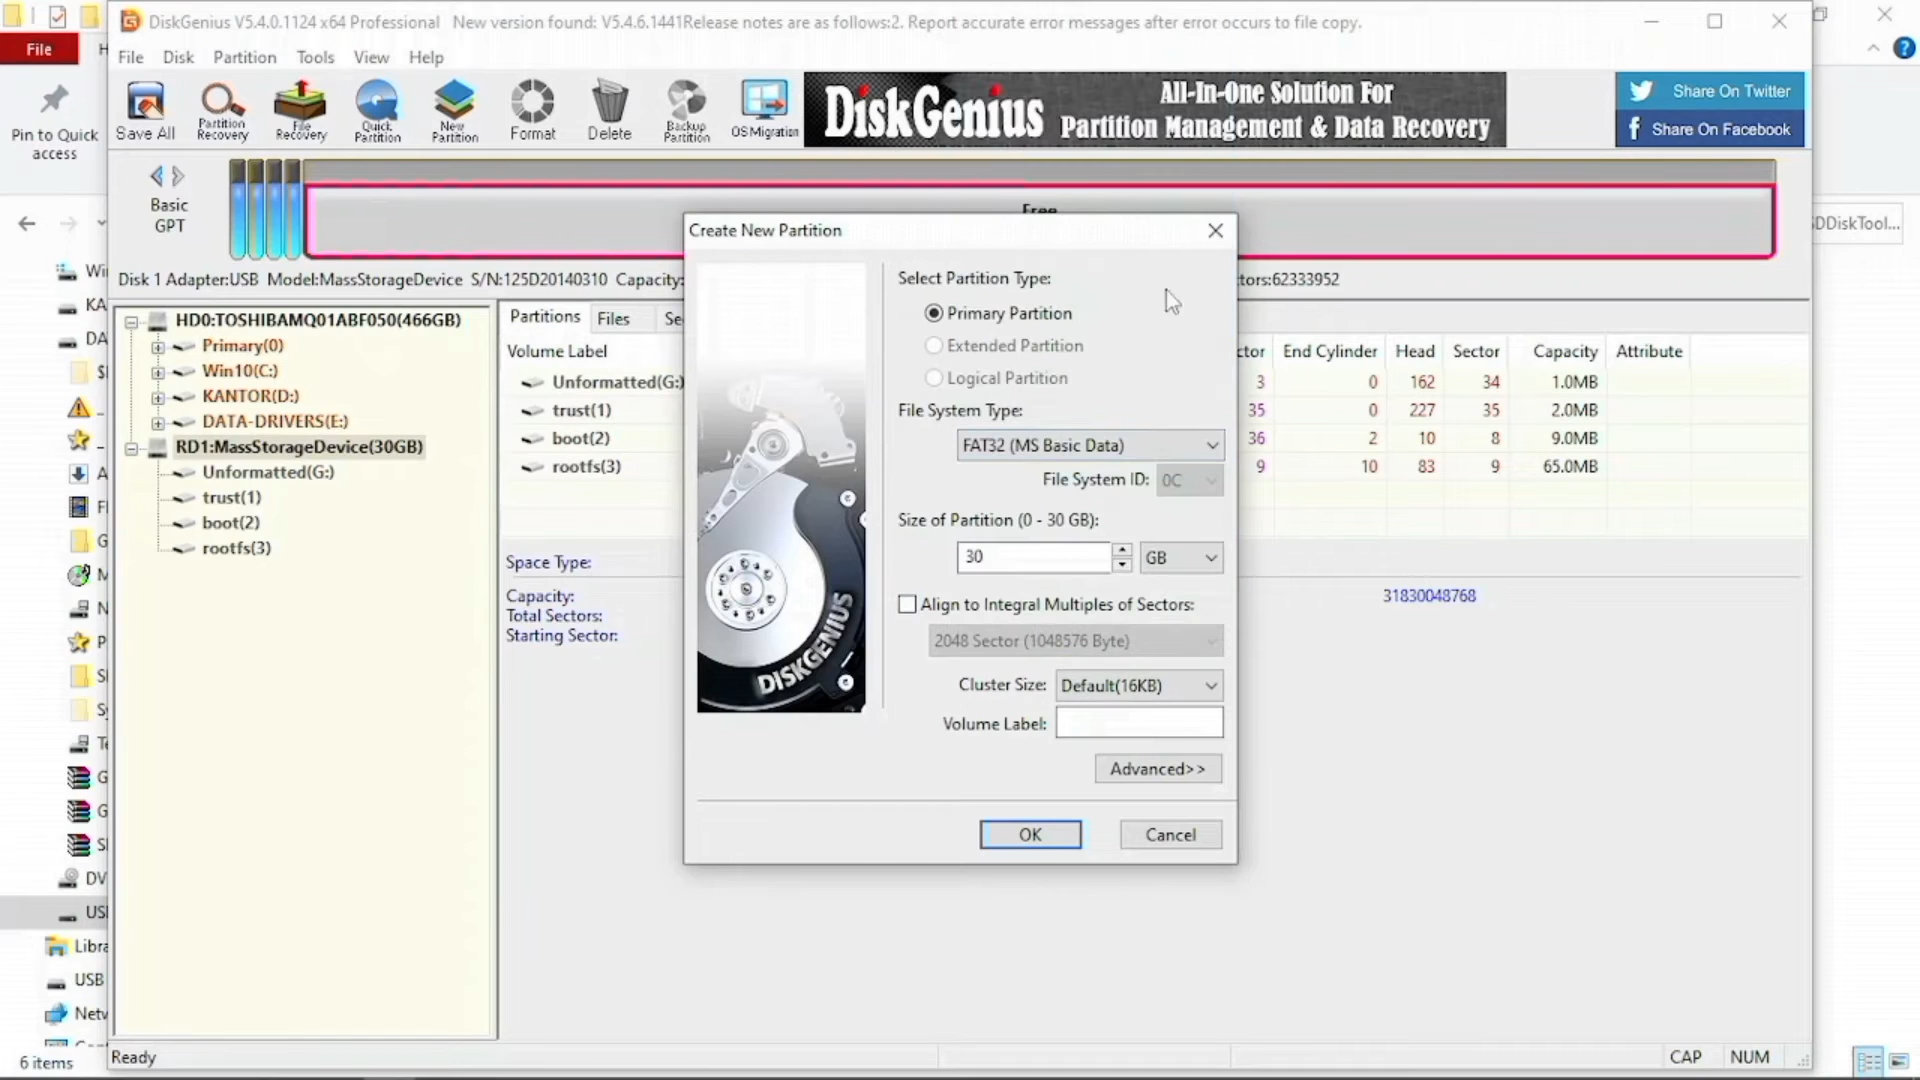 DiskGenius V5.4.0.1124 x64 Professional   New version found: V5.4.6.1441Release notes are as follows:2. Report accurate error messages after error occurs to file copy.
File
File Disk Partition Tools View Help
Pin to Quick access
Save All
Partition Recovery
File Recovery
Quick Partition
New Partition
Format
Delete
Backup Partition
OS Migration
DiskGenius
All-In-One Solution For
Partition Management & Data Recovery
Share On Twitter
Share On Facebook
Basic
GPT
Free
Disk 1 Adapter:USB Model:MassStorageDevice S/N:125D20140310 Capacity:
tors:62333952
DDiskTool...
HD0:TOSHIBAMQ01ABF050(466GB)
Primary(0)
Win10(C:)
KANTOR(D:)
DATA-DRIVERS(E:)
RD1:MassStorageDevice(30GB)
Unformatted(G:)
trust(1)
boot(2)
rootfs(3)
Partitions Files Se
Volume Label
ctor End Cylinder Head Sector Capacity Attribute
Unformatted(G:) 3 0 162 34 1.0MB
trust(1) 35 0 227 35 2.0MB
boot(2) 36 2 10 8 9.0MB
rootfs(3) 9 10 83 9 65.0MB
Space Type:
Capacity: 31830048768
Total Sectors:
Starting Sector:
Create New Partition
Select Partition Type:
Primary Partition
Extended Partition
Logical Partition
File System Type:
FAT32 (MS Basic Data)
File System ID: 0C
Size of Partition (0 - 30 GB):
30 GB
Align to Integral Multiples of Sectors:
2048 Sector (1048576 Byte)
Cluster Size: Default(16KB)
Volume Label:
Advanced>>
OK Cancel
DISKGENIUS
Wi
KA
DA
DV
USI
Libra
USB
Netw
6 items
Ready
CAP NUM